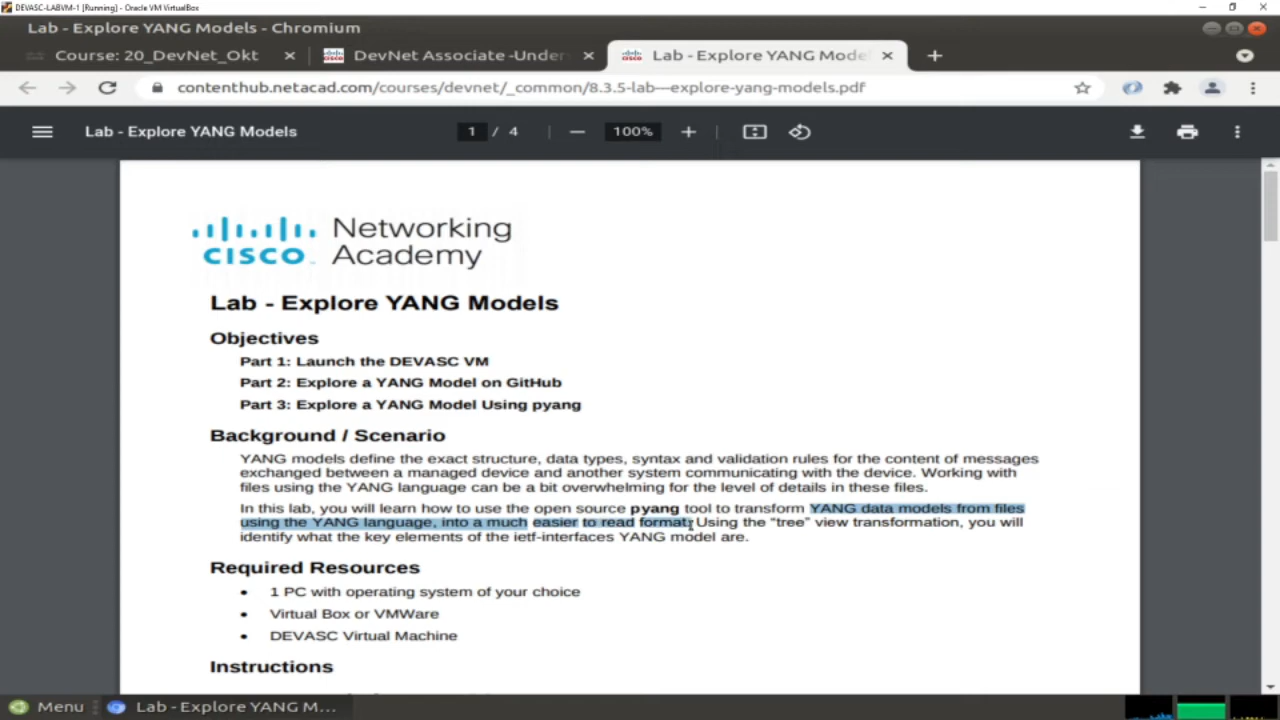 DEVASC-LABVM-1 [Running] - Oracle VM VirtualBox
Lab - Explore YANG Models - Chromium
Course: 20_DevNet_Okt
DevNet Associate -Under
Lab - Explore YANG Mode
contenthub.netacad.com/courses/devnet/_common/8.3.5-lab---explore-yang-models.pdf
Lab - Explore YANG Models
1 / 4
100%
Networking
CISCO Academy
Lab - Explore YANG Models
Objectives
Part 1: Launch the DEVASC VM
Part 2: Explore a YANG Model on GitHub
Part 3: Explore a YANG Model Using pyang
Background / Scenario
YANG models define the exact structure, data types, syntax and validation rules for the content of messages
exchanged between a managed device and another system communicating with the device. Working with
files using the YANG language can be a bit overwhelming for the level of details in these files.
In this lab, you will learn how to use the open source pyang tool to transform YANG data models from files
using the YANG language, into a much easier to read format. Using the “tree” view transformation, you will
identify what the key elements of the ietf-interfaces YANG model are.
Required Resources
• 1 PC with operating system of your choice
• Virtual Box or VMWare
• DEVASC Virtual Machine
Instructions
Menu
Lab - Explore YANG M...